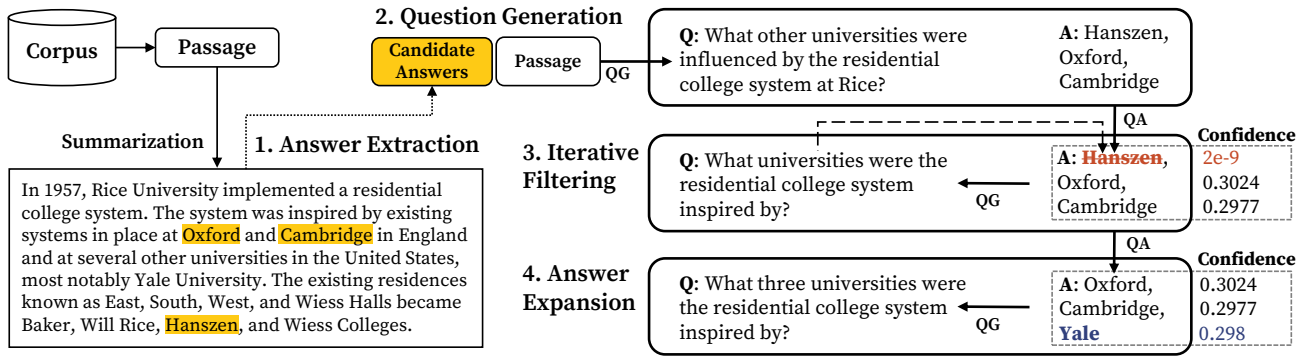 Corpus
Passage
Summarization
1. Answer Extraction
In 1957, Rice University implemented a residential
college system. The system was inspired by existing
systems in place at Oxford and Cambridge in England
and at several other universities in the United States,
most notably Yale University. The existing residences
known as East, South, West, and Wiess Halls became
Baker, Will Rice, Hanszen, and Wiess Colleges.
2. Question Generation
Candidate
Answers
Passage
QG
Q: What other universities were
influenced by the residential
college system at Rice?
A: Hanszen,
Oxford,
Cambridge
QA
3. Iterative
Filtering
Q: What universities were the
residential college system
inspired by?
QG
A: Hanszen,
Oxford,
Cambridge
Confidence
2e-9
0.3024
0.2977
QA
4. Answer
Expansion
Q: What three universities were
the residential college system
inspired by?
QG
A: Oxford,
Cambridge,
Yale
Confidence
0.3024
0.2977
0.298